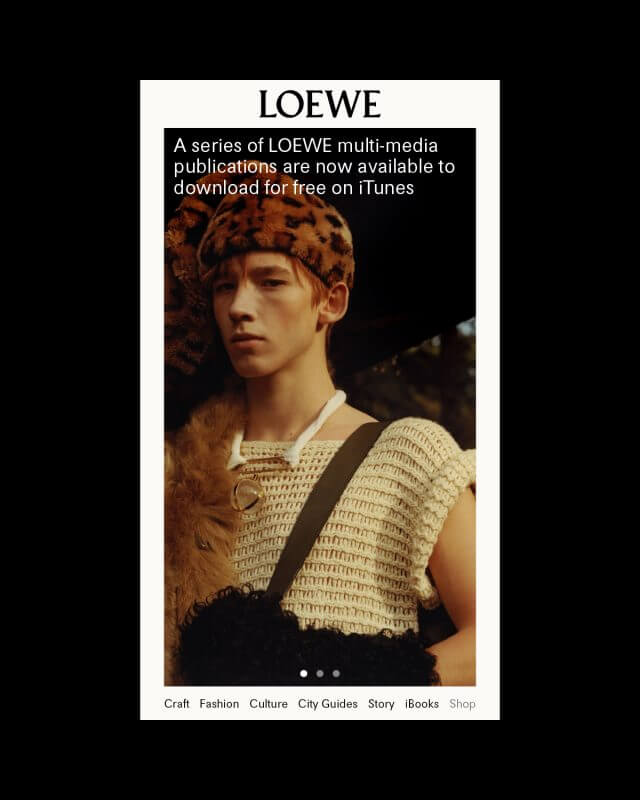 LOEWE
A series of LOEWE multi-media
publications are now available to
download for free on iTunes
Craft Fashion Culture City Guides Story iBooks Shop